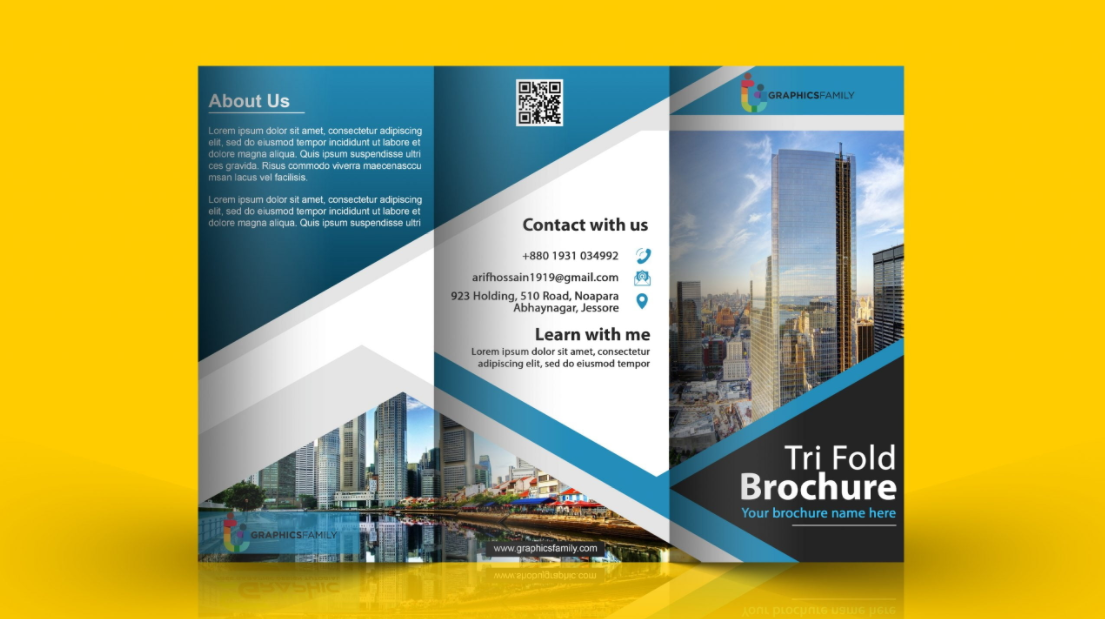 About Us
Lorem ipsum dolor sit amet, consectetur adipiscing
elit, sed do eiusmod tempor incididunt ut labore et
dolore magna aliqua. Quis ipsum suspendisse ultri
ces gravida. Risus commodo viverra maecenasccu
msan lacus vel facilisis.
Lorem ipsum dolor sit amet, consectetur adipiscing
elit, sed do eiusmod tempor incididunt ut labore et
dolore magna aliqua. Quis ipsum suspendisse ultri
GRAPHICSFAMILY
Contact with us
+880 1931 034992
arifhossain1919@gmail.com
923 Holding, 510 Road, Noapara
Abhaynagar, Jessore
Learn with me
Lorem ipsum dolor sit amet, consectetur
adipiscing elit, sed do eiusmod tempor
www.graphicsfamily.com
GRAPHICSFAMILY
Tri Fold
Brochure
Your brochure name here